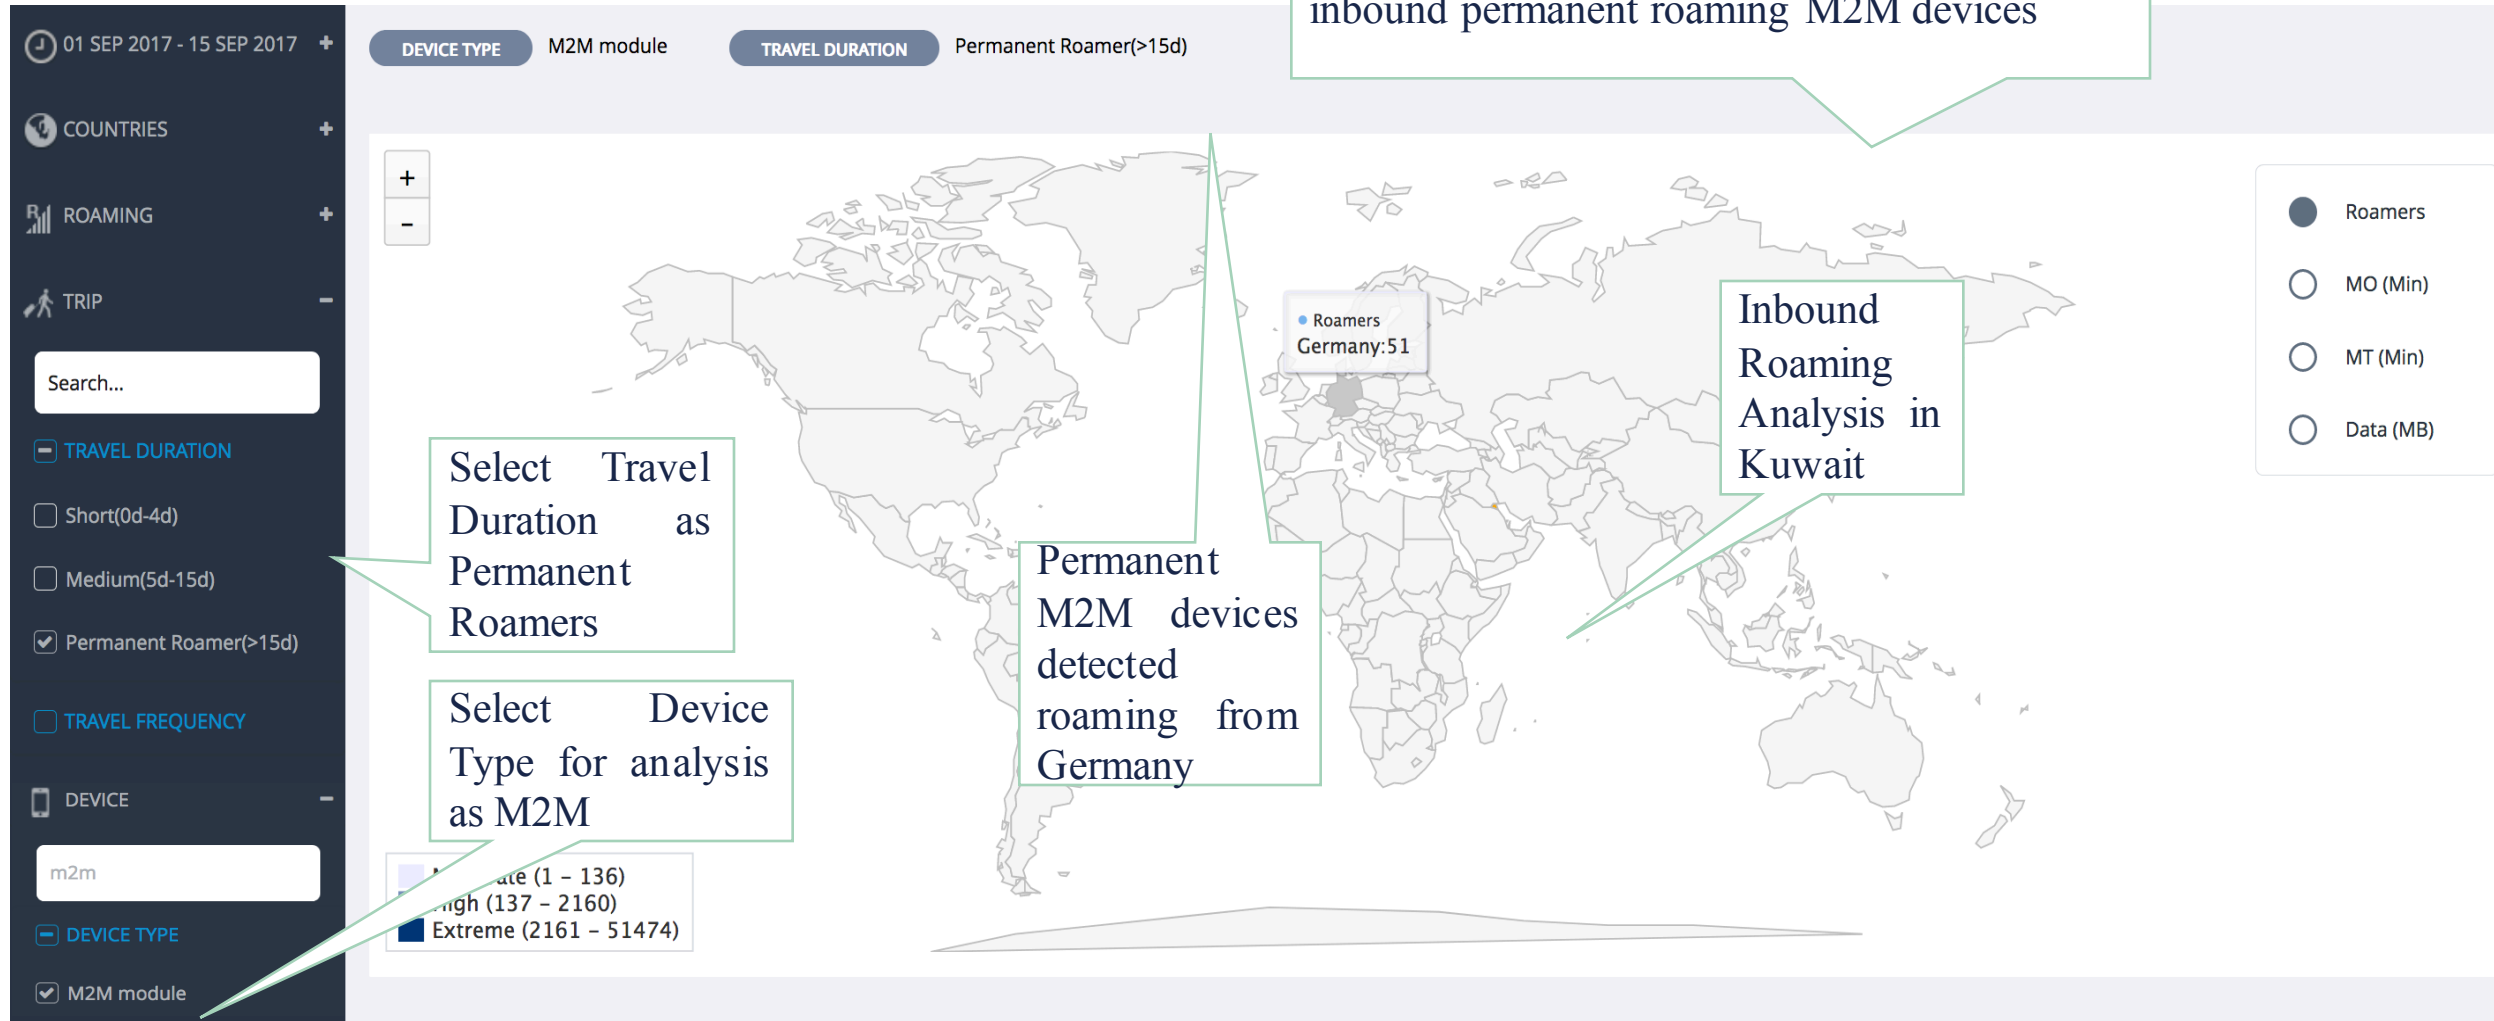 inbound permanent roaming M2M devices
01 SEP 2017 - 15 SEP 2017 +
DEVICE TYPE M2M module TRAVEL DURATION Permanent Roamer(>15d)
COUNTRIES +
ROAMING +
TRIP −
Search...
TRAVEL DURATION
Short(0d-4d)
Medium(5d-15d)
Permanent Roamer(>15d)
TRAVEL FREQUENCY
DEVICE −
m2m
DEVICE TYPE
M2M module
+
-
Roamers
Germany:51
Inbound
Roaming
Analysis in
Kuwait
Roamers
MO (Min)
MT (Min)
Data (MB)
Select Travel
Duration as
Permanent
Roamers
Permanent
M2M devices
detected
roaming from
Germany
Select Device
Type for analysis
as M2M
(1 – 136)
High (137 – 2160)
Extreme (2161 – 51474)